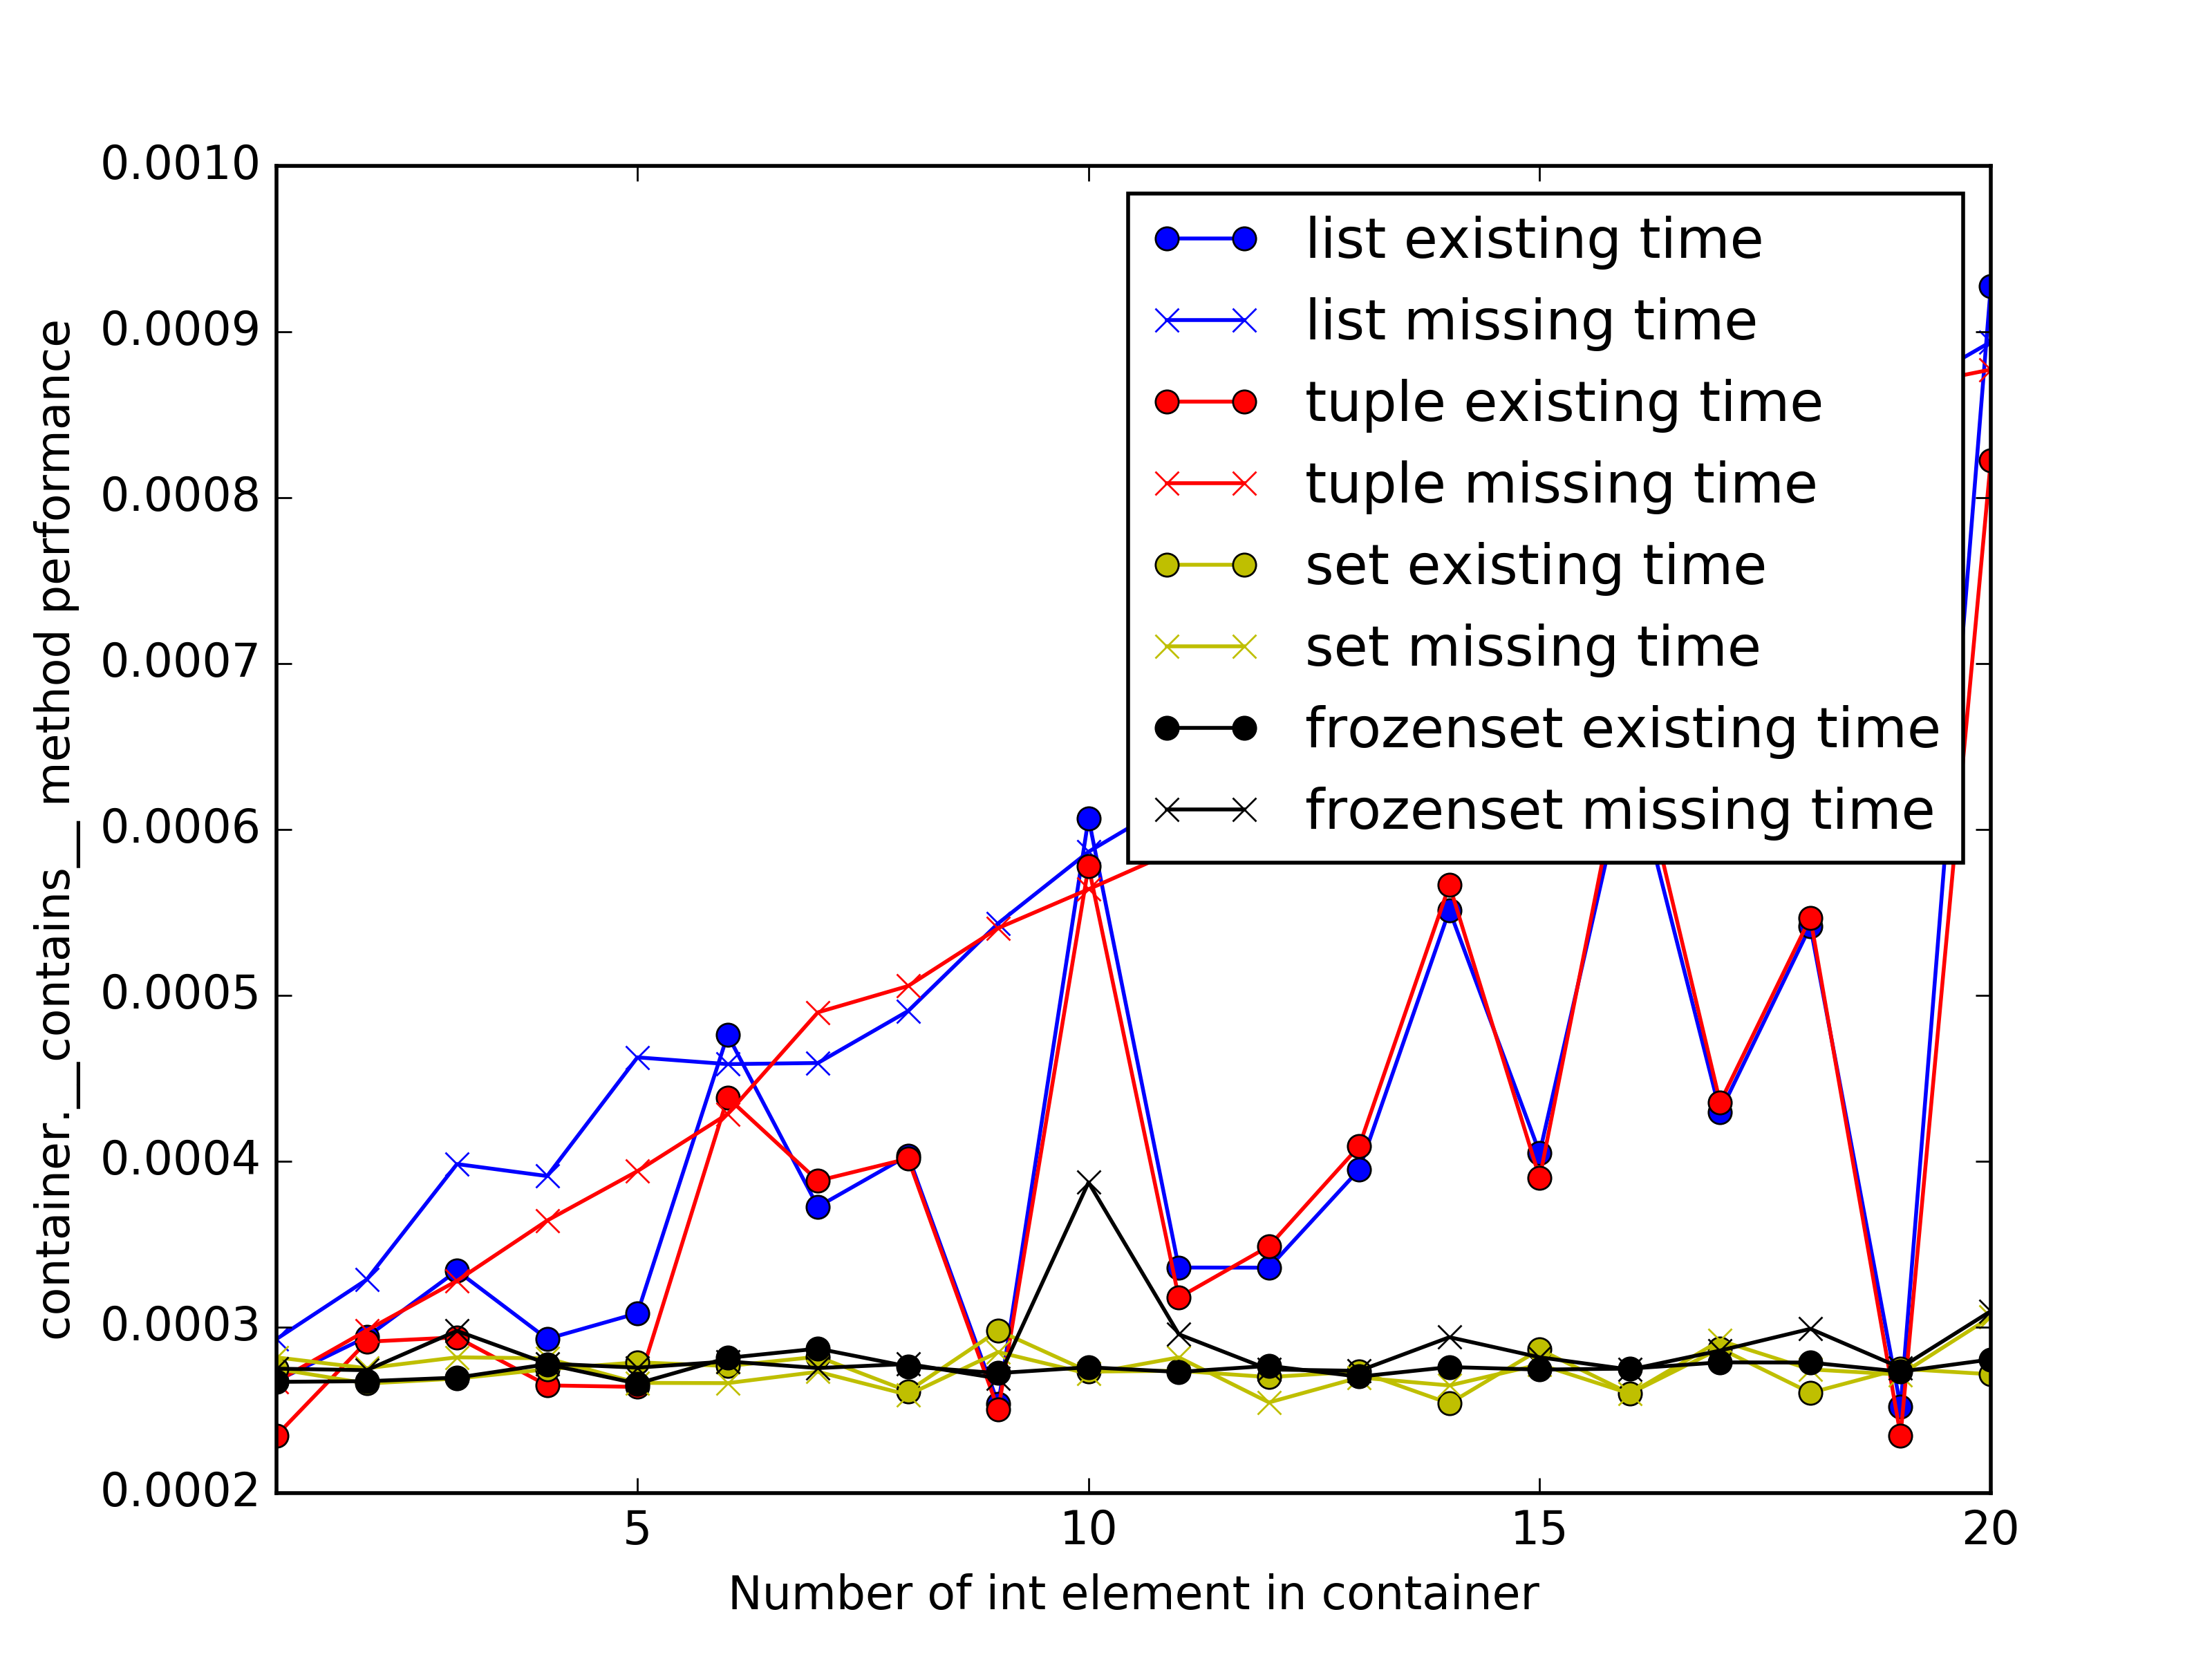 0.0010
0.0009
0.0008
0.0007
0.0006
0.0005
0.0004
0.0003
0.0002
container.__contains__ method performance
list existing time
list missing time
tuple existing time
tuple missing time
set existing time
set missing time
frozenset existing time
frozenset missing time
5 10 15 20
Number of int element in container